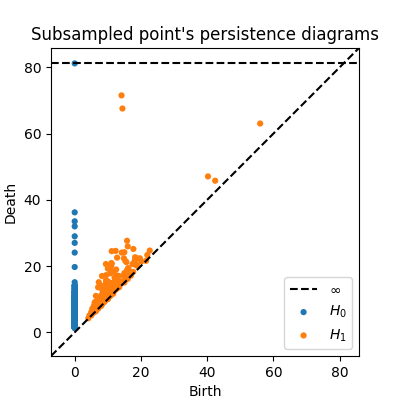 Subsampled point's persistence diagrams
Death
80
60
40
20
0
∞
H₀
H₁
0 20 40 60 80
Birth